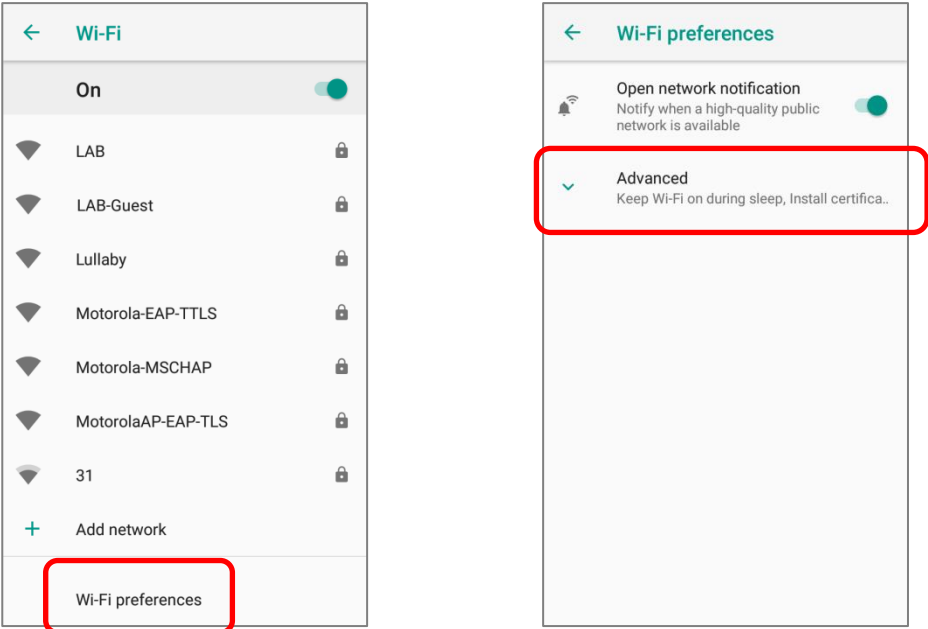 Wi-Fi
On
LAB
LAB-Guest
Lullaby
Motorola-EAP-TTLS
Motorola-MSCHAP
MotorolaAP-EAP-TLS
31
Add network
Wi-Fi preferences
Wi-Fi preferences
Open network notification
Notify when a high-quality public
network is available
Advanced
Keep Wi-Fi on during sleep, Install certifica..